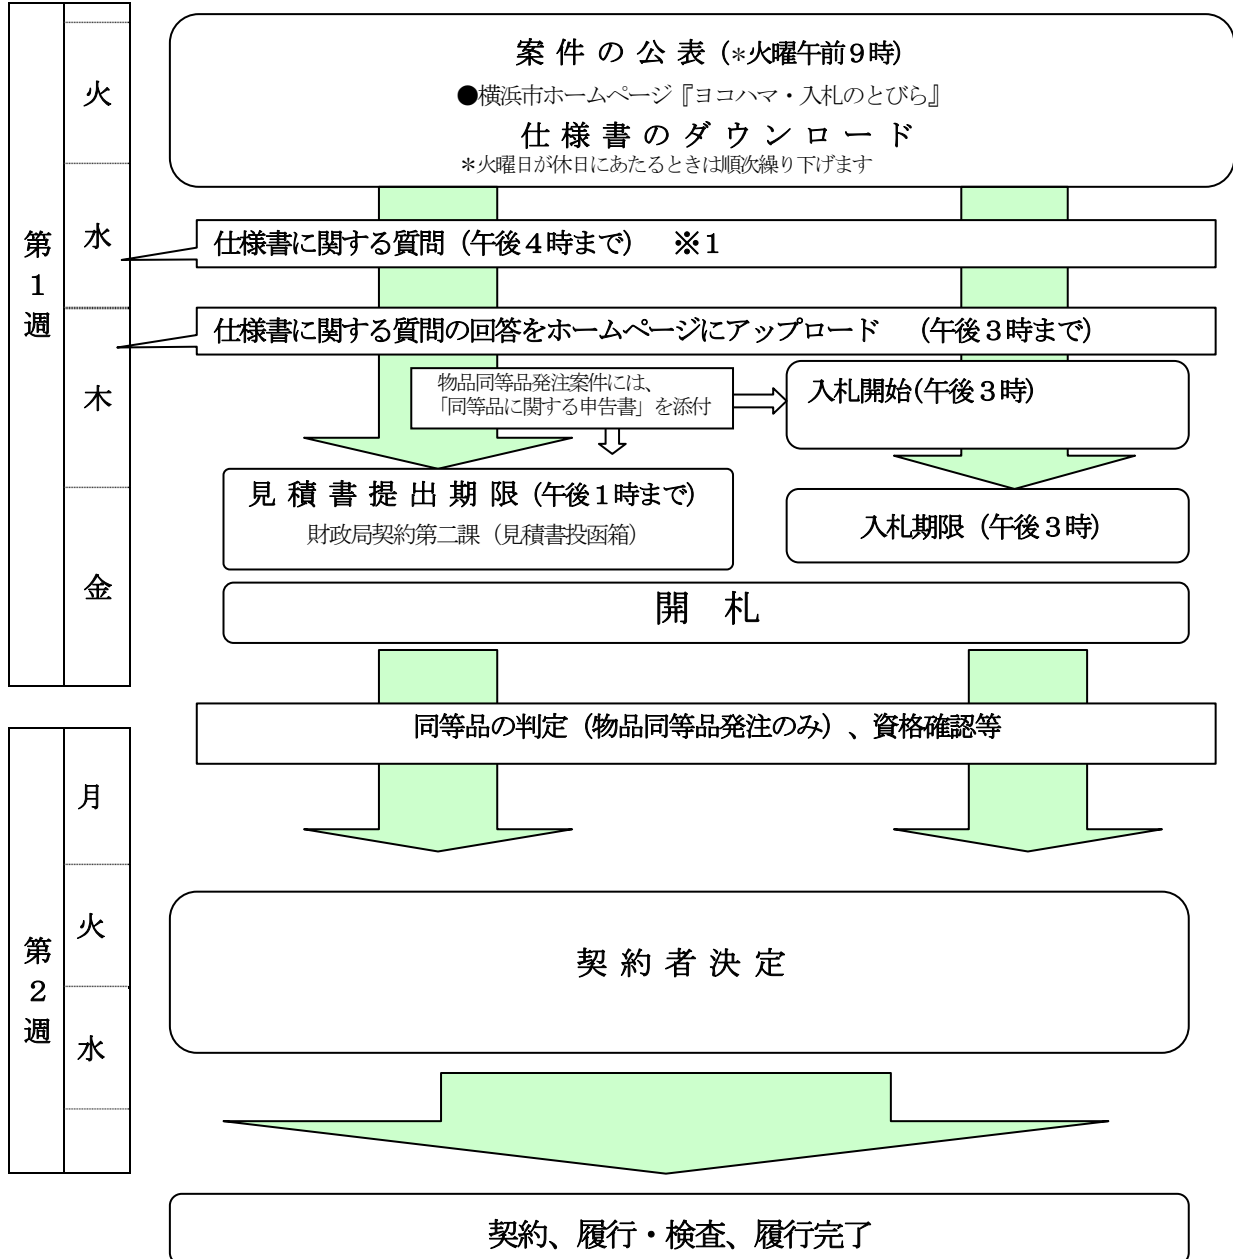 案件の公表（*火曜午前９時）
●横浜市ホームページ『ヨコハマ・入札のとびら』
仕様書のダウンロード
*火曜日が休日にあたるときは順次繰り下げます
第１週
火
水
木
金
仕様書に関する質問（午後４時まで）　※１
仕様書に関する質問の回答をホームページにアップロード　（午後３時まで）
物品同等品発注案件には、
「同等品に関する申告書」を添付
入札開始（午後３時）
見積書提出期限（午後１時まで）
財政局契約第二課（見積書投函箱）
入札期限（午後３時）
開　札
同等品の判定（物品同等品発注のみ）、資格確認等
第２週
月
火
水
契約者決定
契約、履行・検査、履行完了